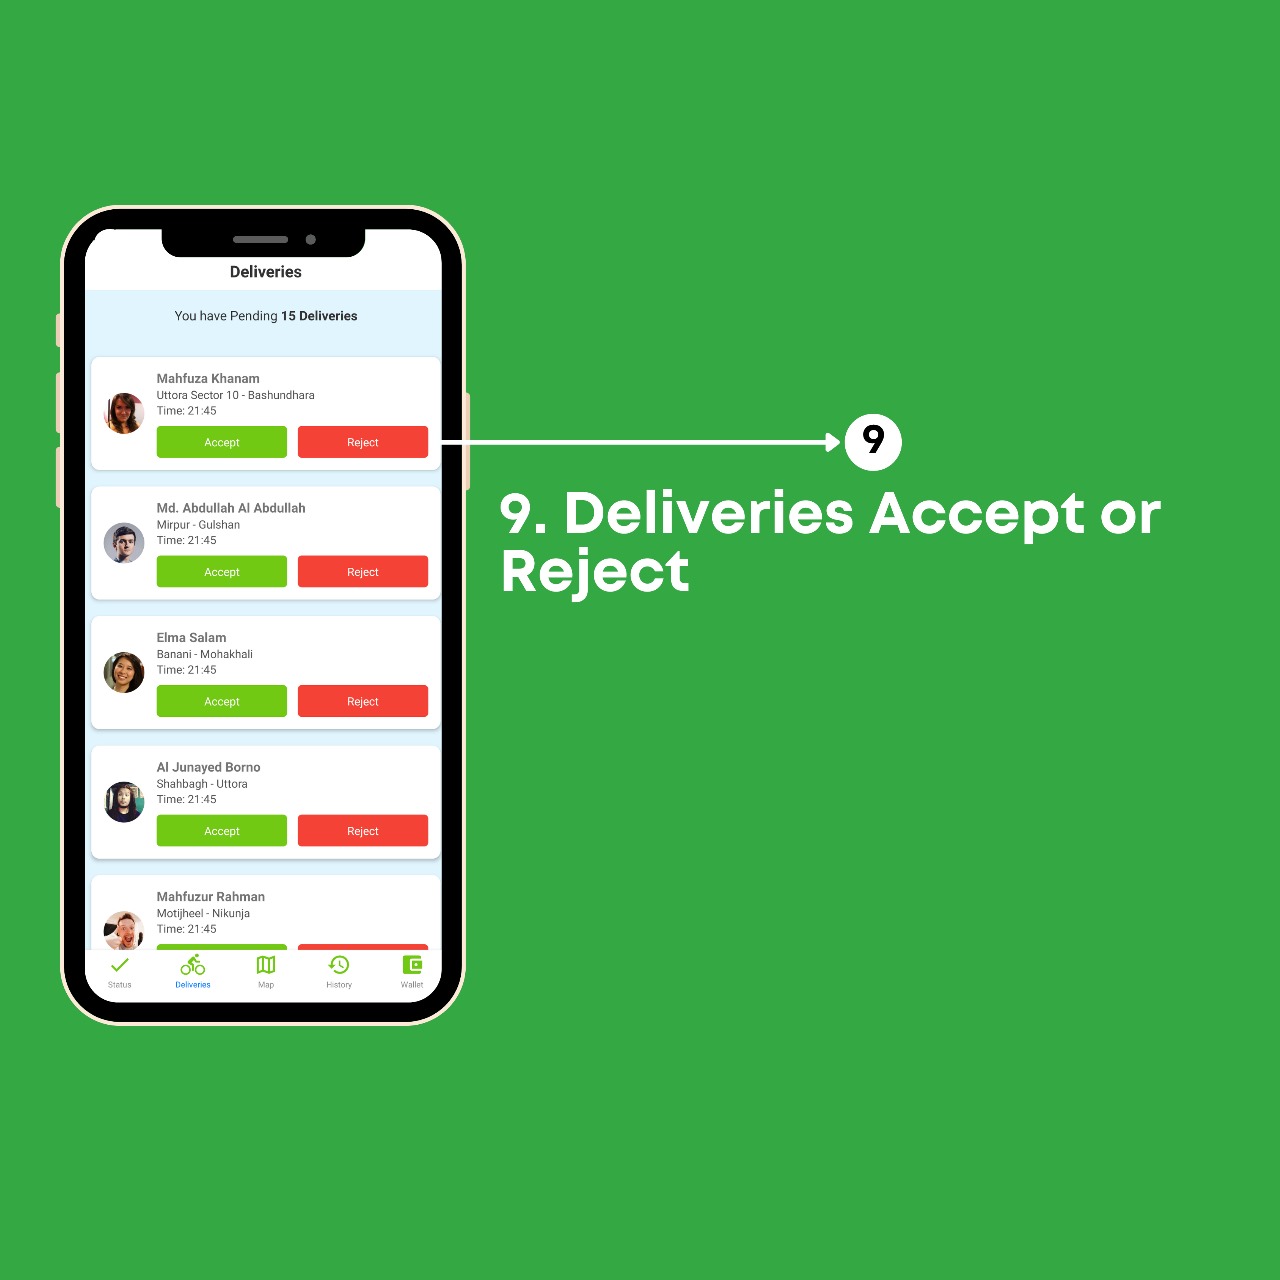 Deliveries
You have Pending 15 Deliveries
Mahfuza Khanam
Uttora Sector 10 - Bashundhara
Time: 21:45
Accept Reject
9
9. Deliveries Accept or
Reject
Md. Abdullah Al Abdullah
Mirpur - Gulshan
Time: 21:45
Accept Reject
Elma Salam
Banani - Mohakhali
Time: 21:45
Accept Reject
Al Junayed Borno
Shahbagh - Uttora
Time: 21:45
Accept Reject
Mahfuzur Rahman
Motijheel - Nikunja
Time: 21:45
Status Deliveries Map History Wallet